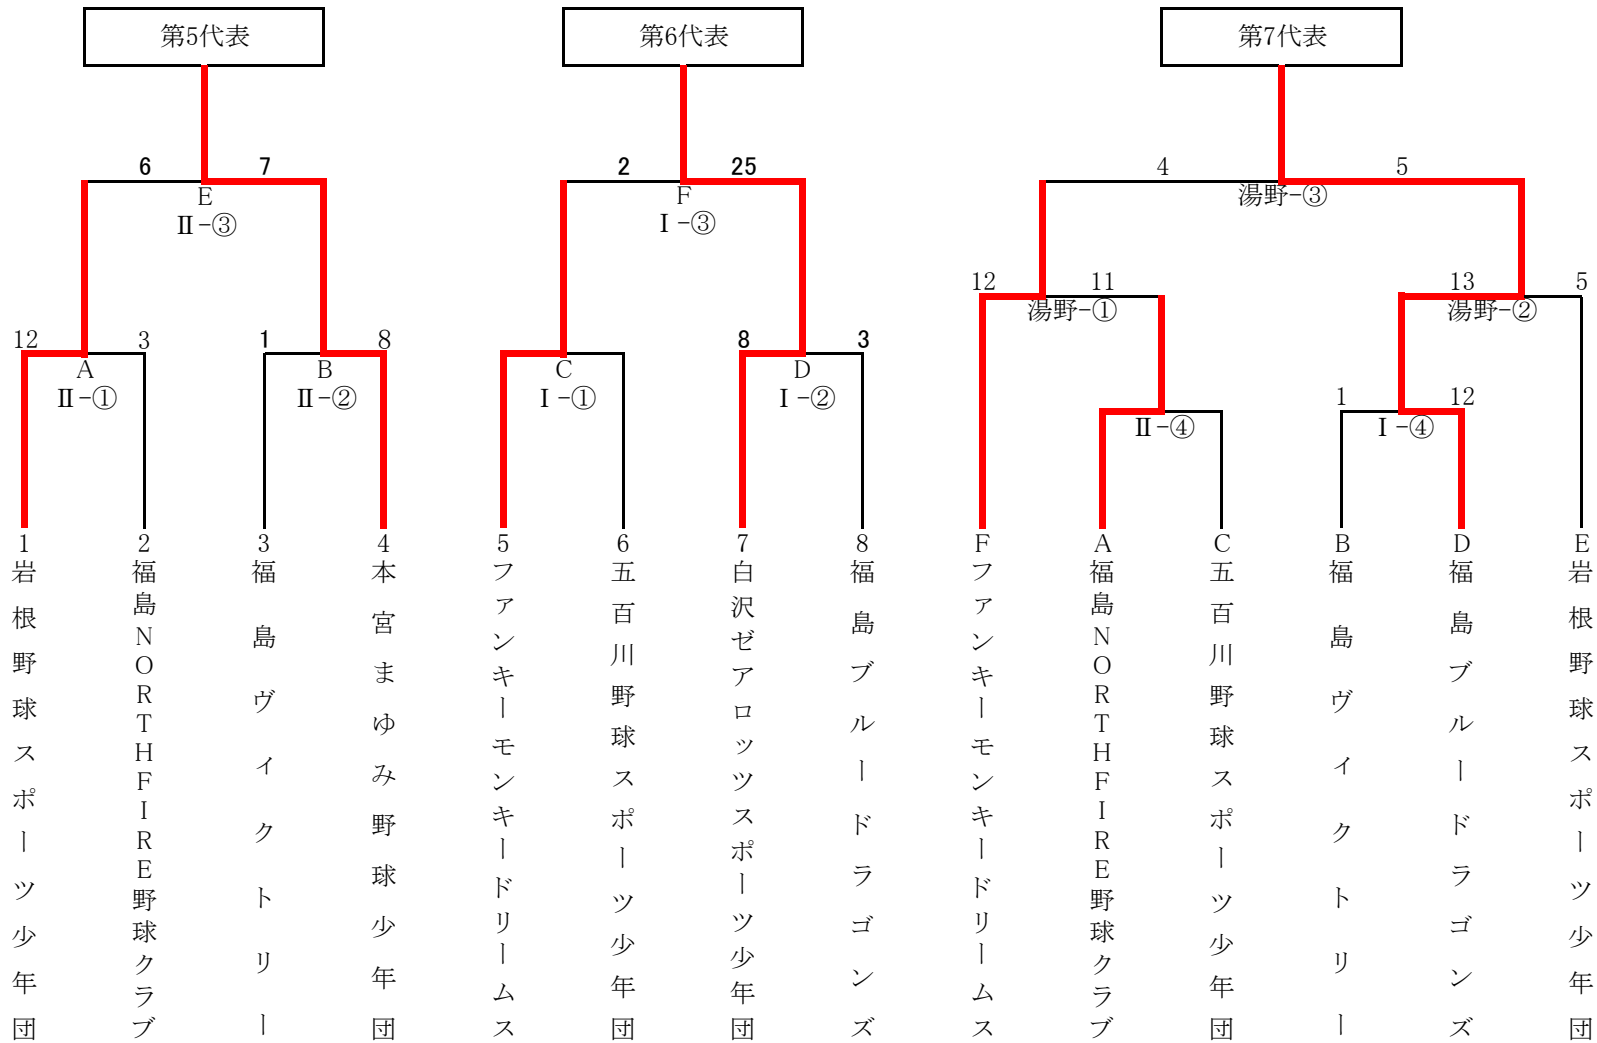 第5代表
第6代表
第7代表
6 7
2 25
4 5
E
F
湯野-③
Ⅱ-③
Ⅰ-③
12 11
13 5
湯野-①
湯野-②
12 3
1 8
8 3
A
B
C
D
Ⅱ-①
Ⅱ-②
Ⅰ-①
Ⅰ-②
1 12
Ⅱ-④
Ⅰ-④
1
岩根野球スポーツ少年団
2
福島NORTHFIRE野球クラブ
3
福島ヴィクトリー
4
本宮まゆみ野球少年団
5
ファンキーモンキードリームス
6
五百川野球スポーツ少年団
7
白沢ゼアロッツスポーツ少年団
8
福島ブルードラゴンズ
F
ファンキーモンキードリームス
A
福島NORTHFIRE野球クラブ
C
五百川野球スポーツ少年団
B
福島ヴィクトリー
D
福島ブルードラゴンズ
E
岩根野球スポーツ少年団